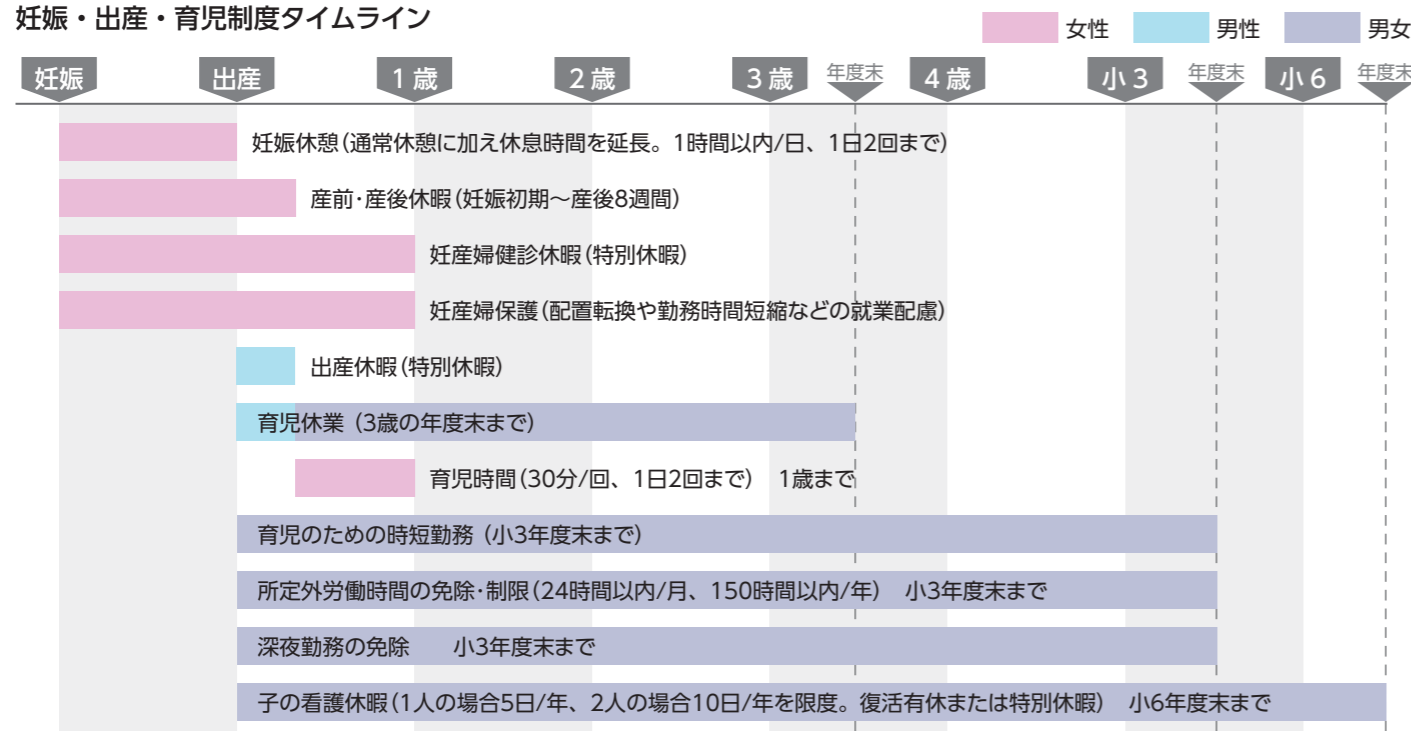 妊娠・出産・育児制度タイムライン
女性 男性 男女
妊娠 出産 1歳 2歳 3歳 年度末 4歳 小3 年度末 小6 年度末
妊娠休憩(通常休憩に加え休息時間を延長。1時間以内/日、1日2回まで)
産前・産後休暇(妊娠初期〜産後8週間)
妊産婦健診休暇(特別休暇)
妊産婦保護(配置転換や勤務時間短縮などの就業配慮)
出産休暇(特別休暇)
育児休業(3歳の年度末まで)
育児時間(30分/回、1日2回まで) 1歳まで
育児のための時短勤務(小3年度末まで)
所定外労働時間の免除・制限(24時間以内/月、150時間以内/年) 小3年度末まで
深夜勤務の免除 小3年度末まで
子の看護休暇(1人の場合5日/年、2人の場合10日/年を限度。復活有休または特別休暇) 小6年度末まで